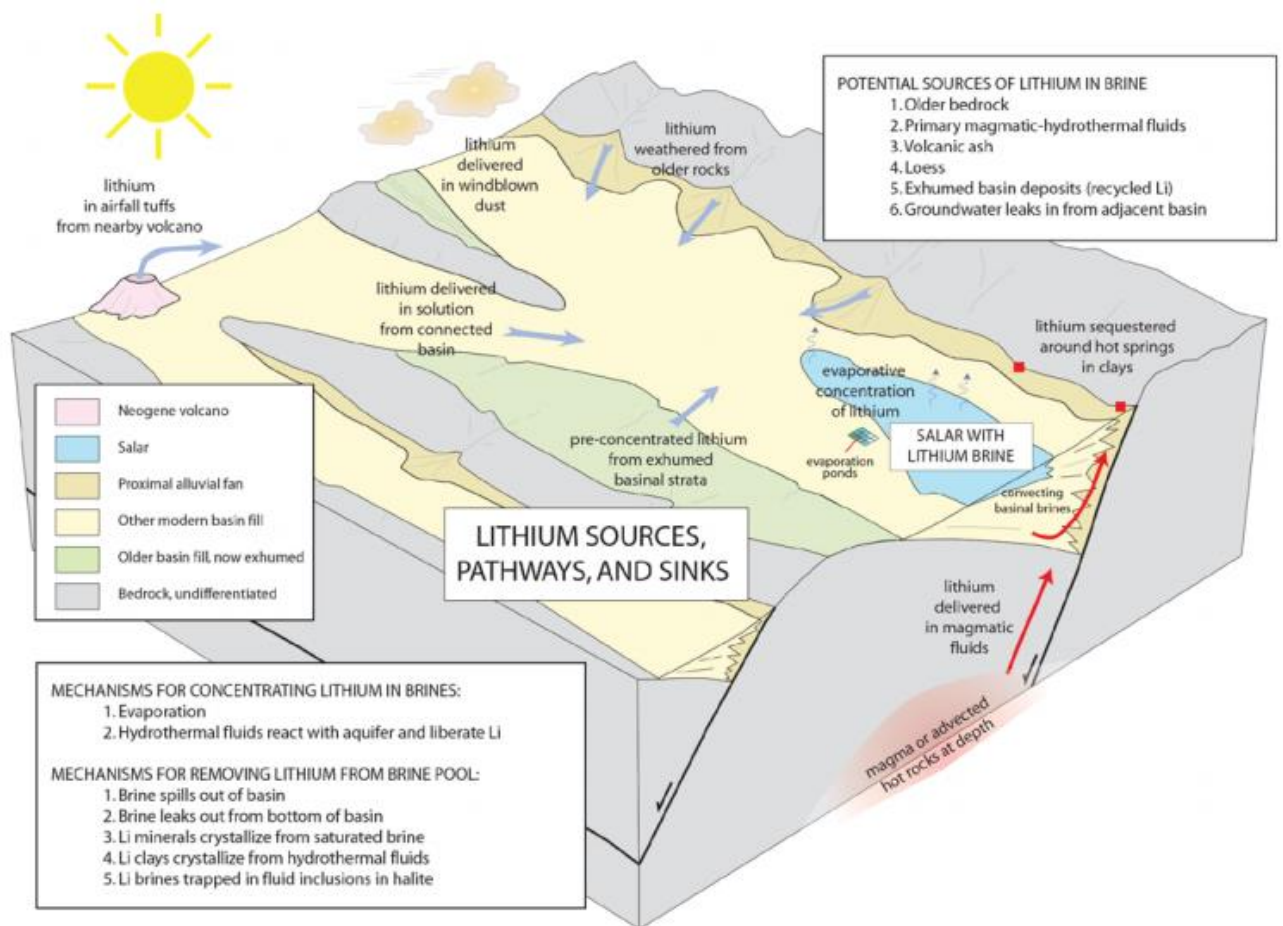 POTENTIAL SOURCES OF LITHIUM IN BRINE
1. Older bedrock
2. Primary magmatic-hydrothermal fluids
3. Volcanic ash
4. Loess
5. Exhumed basin deposits (recycled Li)
6. Groundwater leaks in from adjacent basin
lithium
weathered from
older rocks
lithium
delivered
in windblown
dust
lithium
in airfall tuffs
from nearby volcano
lithium delivered
in solution
from connected
basin
lithium sequestered
around hot springs
in clays
evaporative
concentration
of lithium
SALAR WITH
LITHIUM BRINE
evaporation
ponds
convecting
basinal brines
pre-concentrated lithium
from exhumed
basinal strata
Neogene volcano
Salar
Proximal alluvial fan
Other modern basin fill
Older basin fill, now exhumed
Bedrock, undifferentiated
LITHIUM SOURCES,
PATHWAYS, AND SINKS
lithium
delivered
in magmatic
fluids
magma or advected
hot rocks at depth
MECHANISMS FOR CONCENTRATING LITHIUM IN BRINES:
1. Evaporation
2. Hydrothermal fluids react with aquifer and liberate Li
MECHANISMS FOR REMOVING LITHIUM FROM BRINE POOL:
1. Brine spills out of basin
2. Brine leaks out from bottom of basin
3. Li minerals crystallize from saturated brine
4. Li clays crystallize from hydrothermal fluids
5. Li brines trapped in fluid inclusions in halite